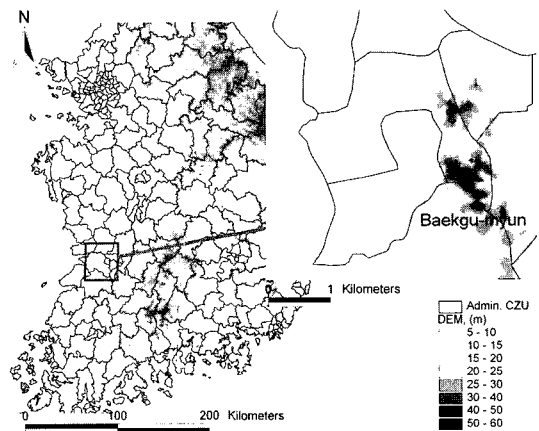 N
Baekgu-myun
0 1 Kilometers
0 100 200 Kilometers
Admin. CZU
DEM, (m)
5 - 10
10 - 15
15 - 20
20 - 25
25 - 30
30 - 40
40 - 50
50 - 60